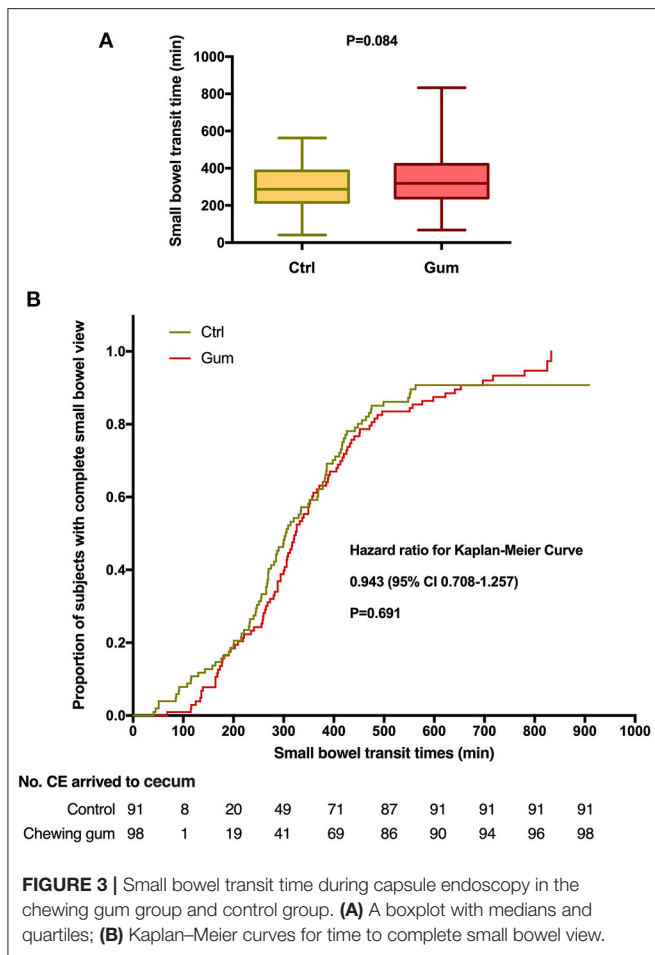 A
P=0.084
Small bowel transit time (min)
1000
800
600
400
200
0
Ctrl Gum
B
Proportion of subjects with complete small bowel view
Ctrl
Gum
1.0
0.8
0.6
0.4
0.2
0.0
Hazard ratio for Kaplan-Meier Curve
0.943 (95% CI 0.708-1.257)
P=0.691
0 100 200 300 400 500 600 700 800 900 1000
Small bowel transit times (min)
No. CE arrived to cecum
Control 91 8 20 49 71 87 91 91 91 91
Chewing gum 98 1 19 41 69 86 90 94 96 98
FIGURE 3 | Small bowel transit time during capsule endoscopy in the
chewing gum group and control group. (A) A boxplot with medians and
quartiles; (B) Kaplan–Meier curves for time to complete small bowel view.